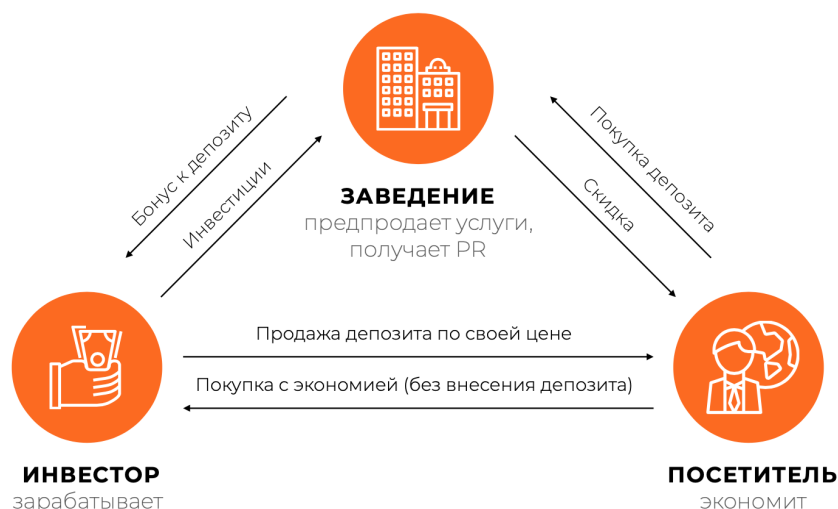 Бонус к депозиту
Инвестиции
Покупка депозита
Скидка
ЗАВЕДЕНИЕ
предпродает услуги,
получает PR
Продажа депозита по своей цене
Покупка с экономией (без внесения депозита)
ИНВЕСТОР
зарабатывает
ПОСЕТИТЕЛЬ
экономит